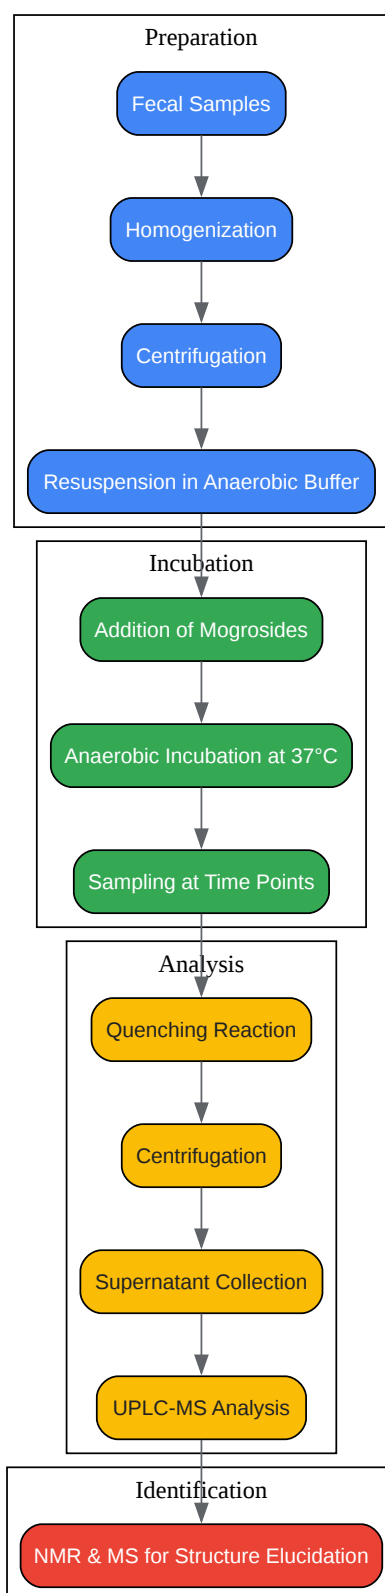 Preparation
Fecal Samples
Homogenization
Centrifugation
Resuspension in Anaerobic Buffer
Incubation
Addition of Mogrosides
Anaerobic Incubation at 37°C
Sampling at Time Points
Analysis
Quenching Reaction
Centrifugation
Supernatant Collection
UPLC-MS Analysis
Identification
NMR & MS for Structure Elucidation